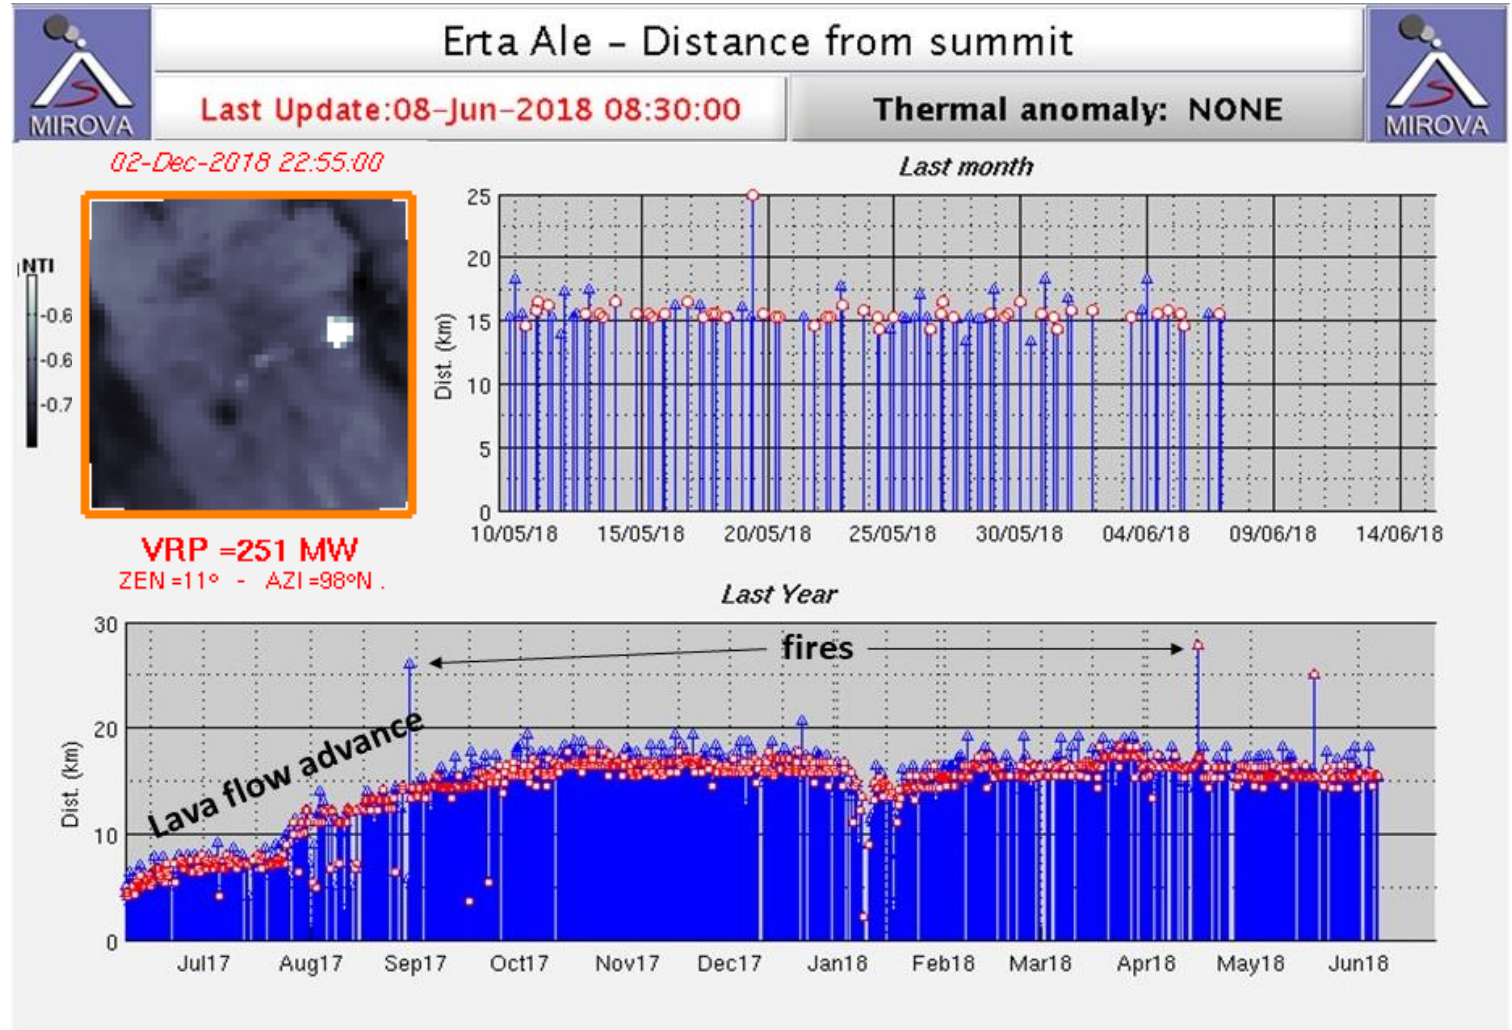 Erta Ale – Distance from summit
MIROVA
Last Update:08-Jun-2018 08:30:00
Thermal anomaly: NONE
MIROVA
02-Dec-2018 22:55:00
NTI
-0.6
-0.6
-0.7
VRP =251 MW
ZEN =11º - AZI =98ºN .
Last month
Dist. (km)
25
20
15
10
5
0
10/05/18 15/05/18 20/05/18 25/05/18 30/05/18 04/06/18 09/06/18 14/06/18
Last Year
Dist. (km)
30
20
10
0
fires
Lava flow advance
Jul17 Aug17 Sep17 Oct17 Nov17 Dec17 Jan18 Feb18 Mar18 Apr18 May18 Jun18